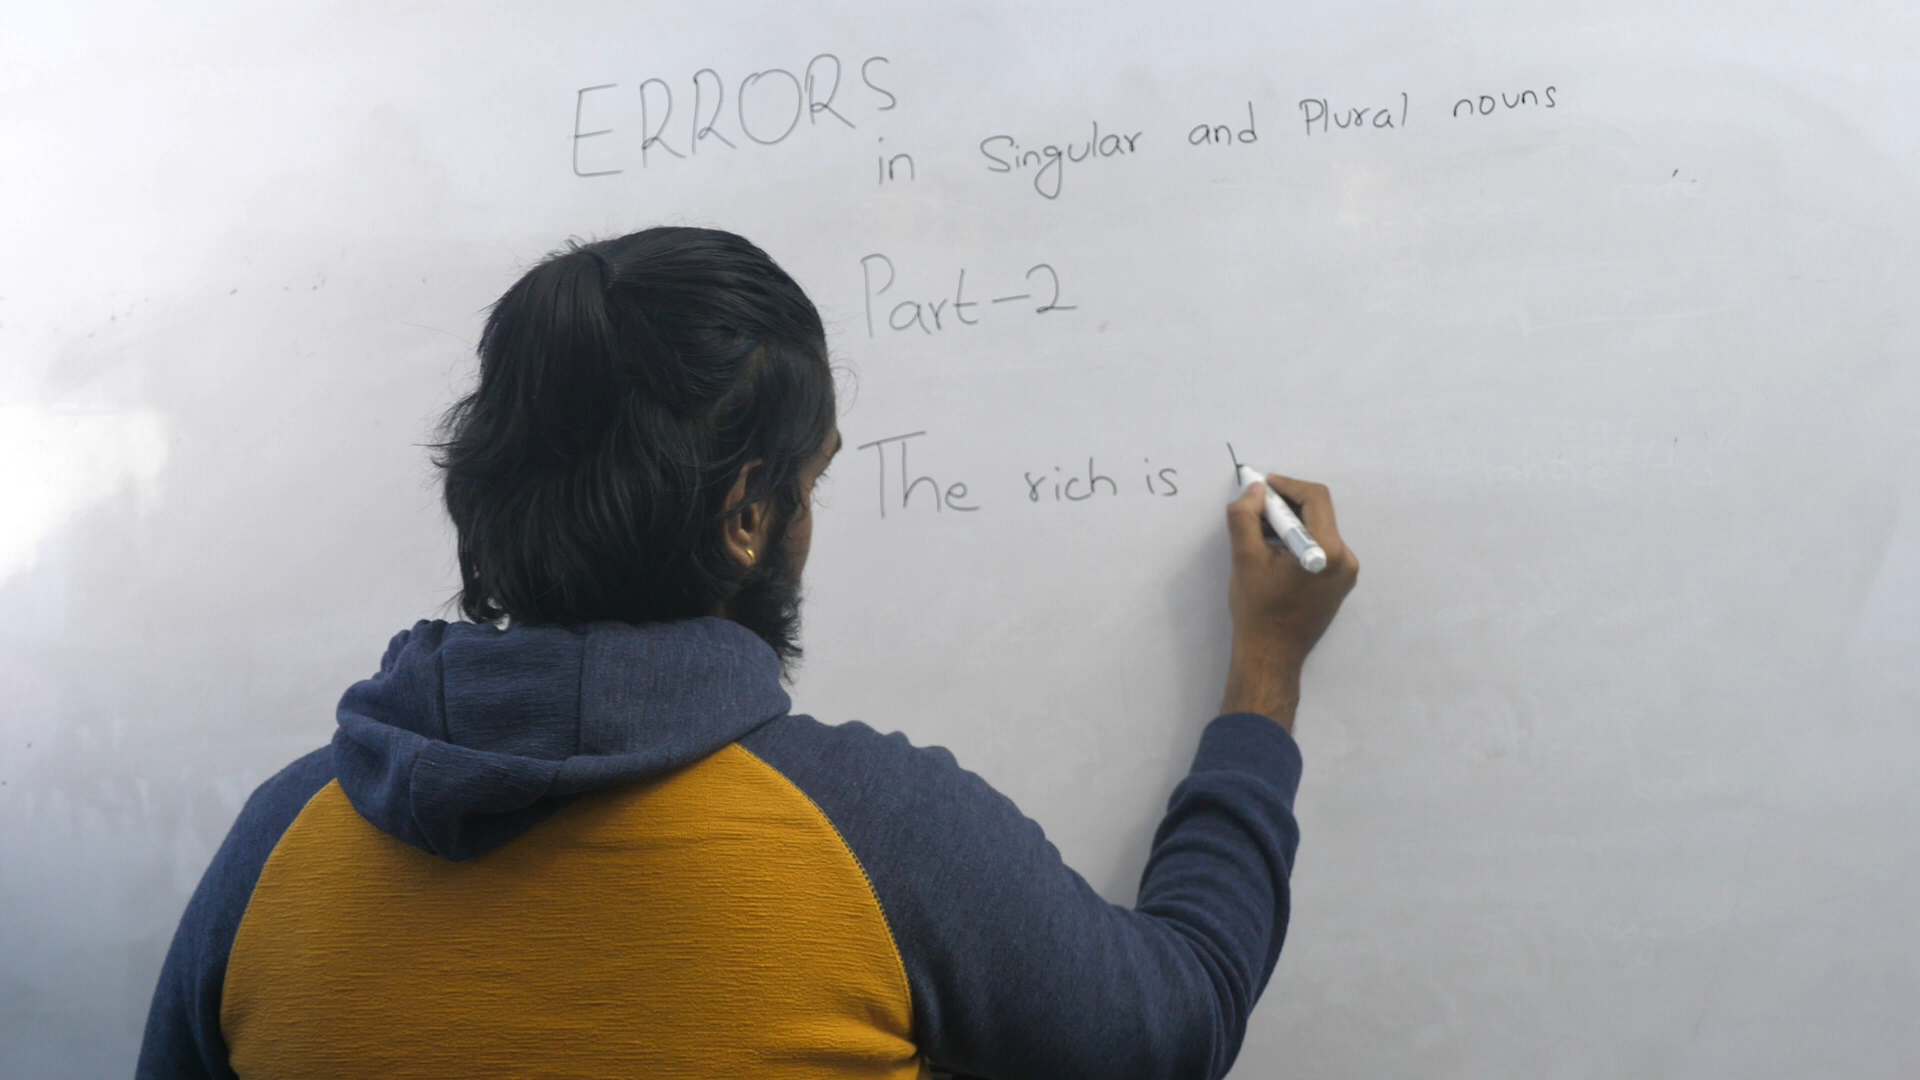 ERRORS
in Singular and Plural nouns
Part-2
The rich is